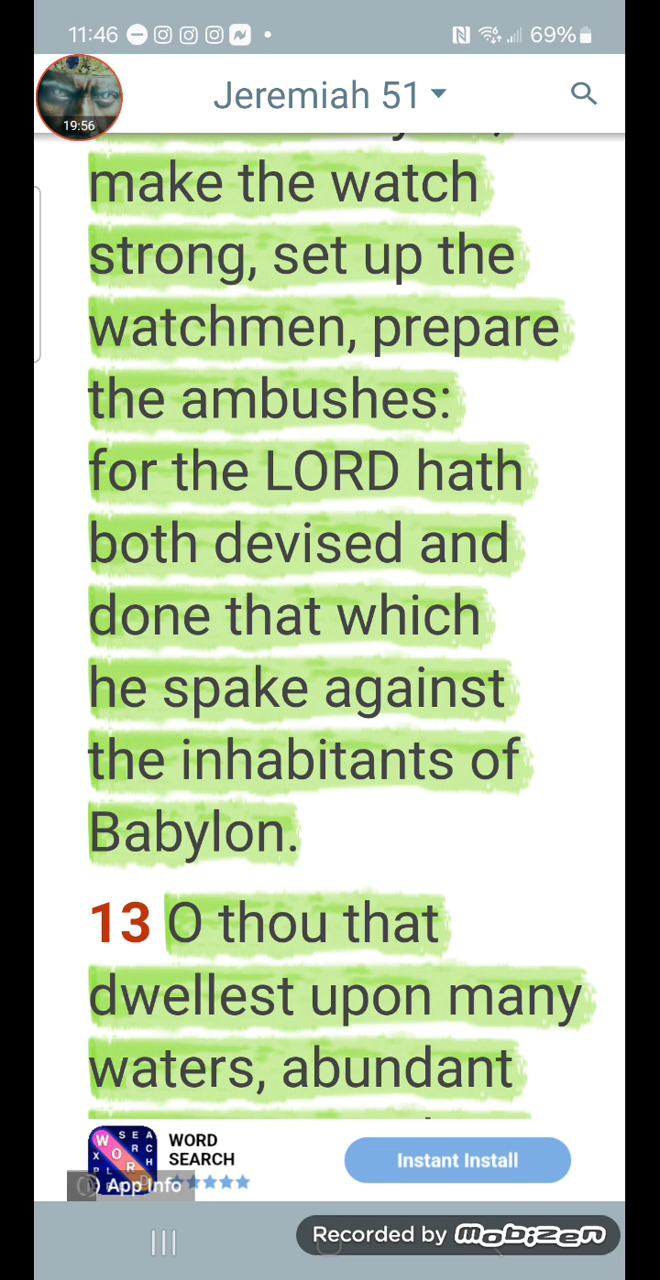 11:46
69%
19:56
Jeremiah 51
make the watch
strong, set up the
watchmen, prepare
the ambushes:
for the LORD hath
both devised and
done that which
he spake against
the inhabitants of
Babylon.
13 O thou that
dwellest upon many
waters, abundant
WORD
SEARCH
Instant Install
App Info
Recorded by mobizen